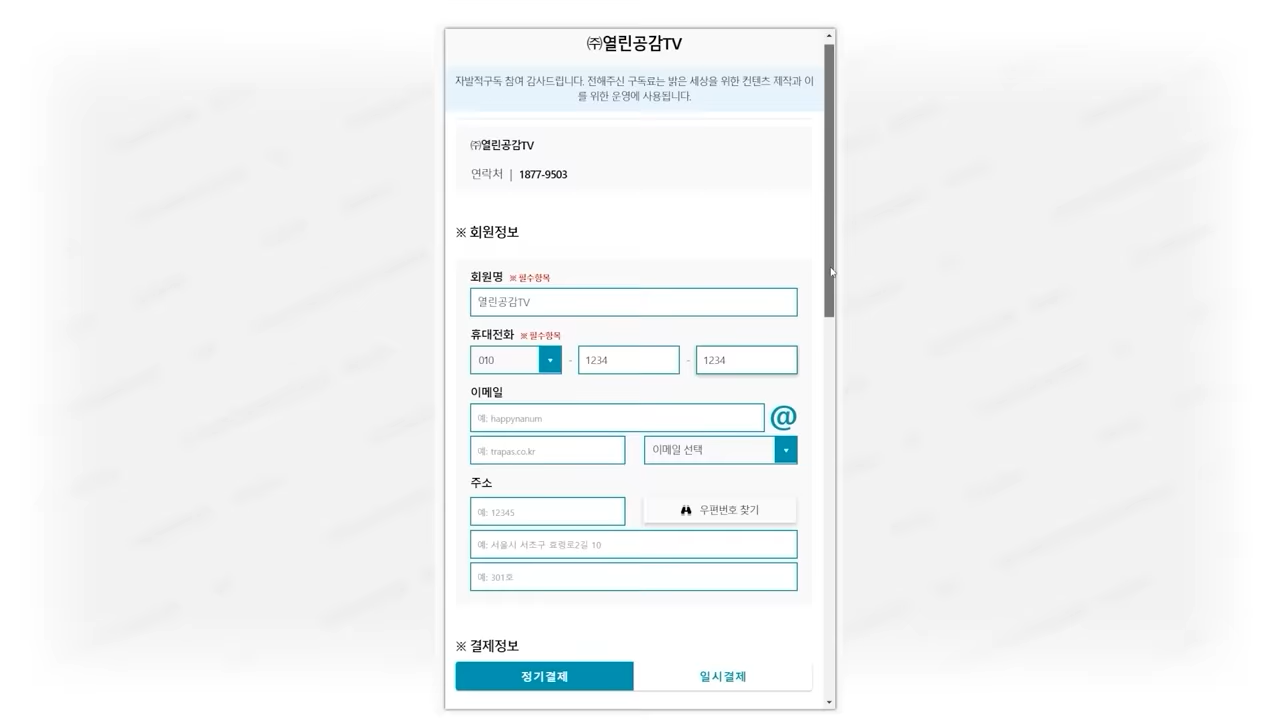 ㈜열린공감TV
자발적구독 참여 감사드립니다. 전해주신 구독료는 밝은 세상을 위한 컨텐츠 제작과 이
를 위한 운영에 사용됩니다.
㈜열린공감TV
연락처 | 1877-9503
※ 회원정보
회원명 ※ 필수항목
열린공감TV
휴대전화 ※ 필수항목
010 - 1234 - 1234
이메일
예: happynanum @
예: trapas.co.kr 이메일 선택
주소
예: 12345 우편번호 찾기
예: 서울시 서초구 효령로2길 10
예: 301호
※ 결제정보
정기결제 일시결제